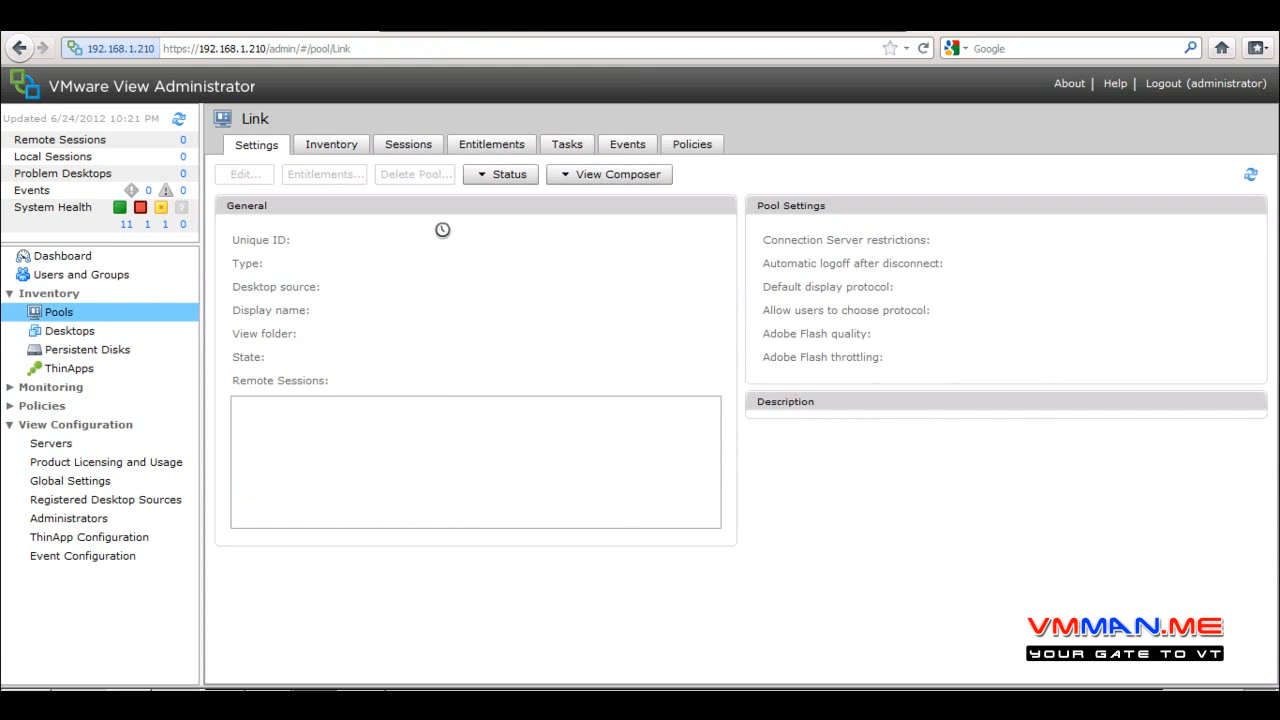 192.168.1.210
https://192.168.1.210/admin/#/pool/Link
Google
VMware View Administrator
About | Help | Logout (administrator)
Updated 6/24/2012 10:21 PM
Remote Sessions 0
Local Sessions 0
Problem Desktops 0
Events 0 0
System Health
11 1 1 0
Dashboard
Users and Groups
Inventory
Pools
Desktops
Persistent Disks
ThinApps
Monitoring
Policies
View Configuration
Servers
Product Licensing and Usage
Global Settings
Registered Desktop Sources
Administrators
ThinApp Configuration
Event Configuration
Link
Settings Inventory Sessions Entitlements Tasks Events Policies
Edit... Entitlements... Delete Pool... Status View Composer
General
Unique ID:
Type:
Desktop source:
Display name:
View folder:
State:
Remote Sessions:
Pool Settings
Connection Server restrictions:
Automatic logoff after disconnect:
Default display protocol:
Allow users to choose protocol:
Adobe Flash quality:
Adobe Flash throttling:
Description
VMMAN.ME
YOUR GATE TO VT